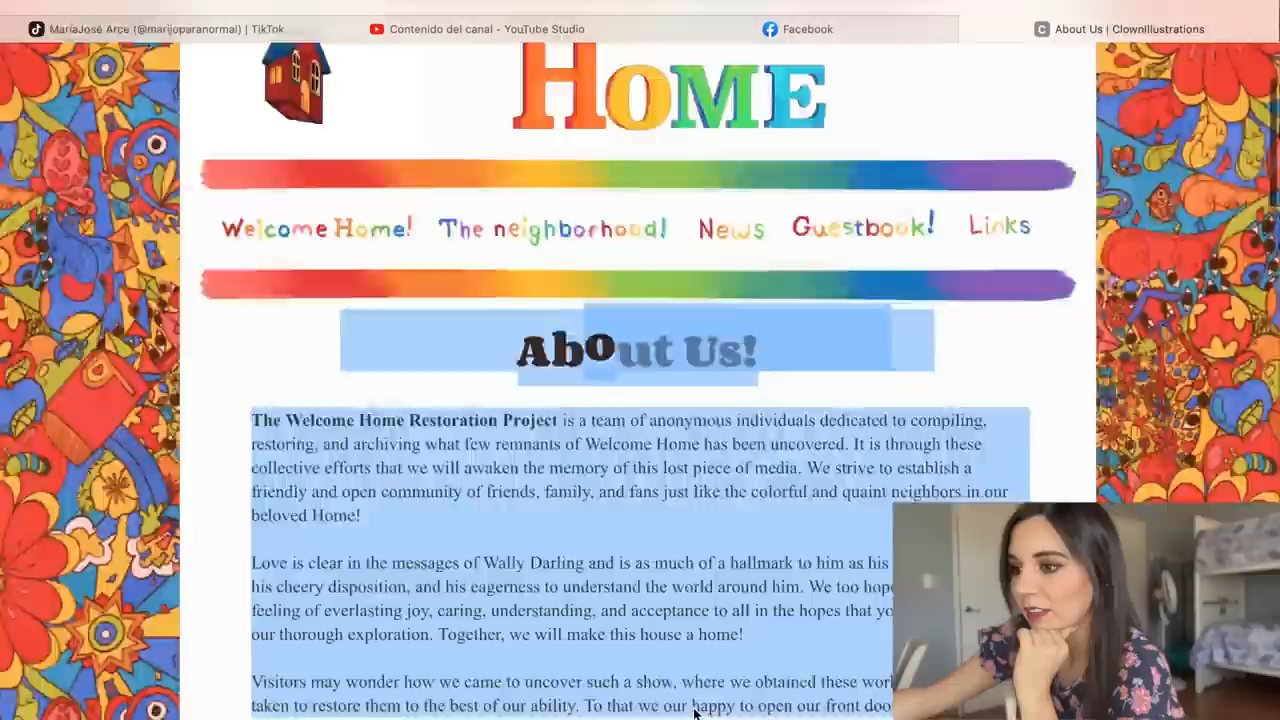 MaríaJosé Arce (@marijoparanormal) | TikTok
Contenido del canal - YouTube Studio
Facebook
C About Us | ClownIllustrations
HOME
Welcome Home! The neighborhood! News Guestbook! Links
About Us!
The Welcome Home Restoration Project is a team of anonymous individuals dedicated to compiling,
restoring, and archiving what few remnants of Welcome Home has been uncovered. It is through these
collective efforts that we will awaken the memory of this lost piece of media. We strive to establish a
friendly and open community of friends, family, and fans just like the colorful and quaint neighbors in our
beloved Home!
Love is clear in the messages of Wally Darling and is as much of a hallmark to him as his
his cheery disposition, and his eagerness to understand the world around him. We too hope
feeling of everlasting joy, caring, understanding, and acceptance to all in the hopes that
our thorough exploration. Together, we will make this house a home!
Visitors may wonder how we came to uncover such a show, where we obtained these
taken to restore them to the best of our ability. To that we our happy to open our front